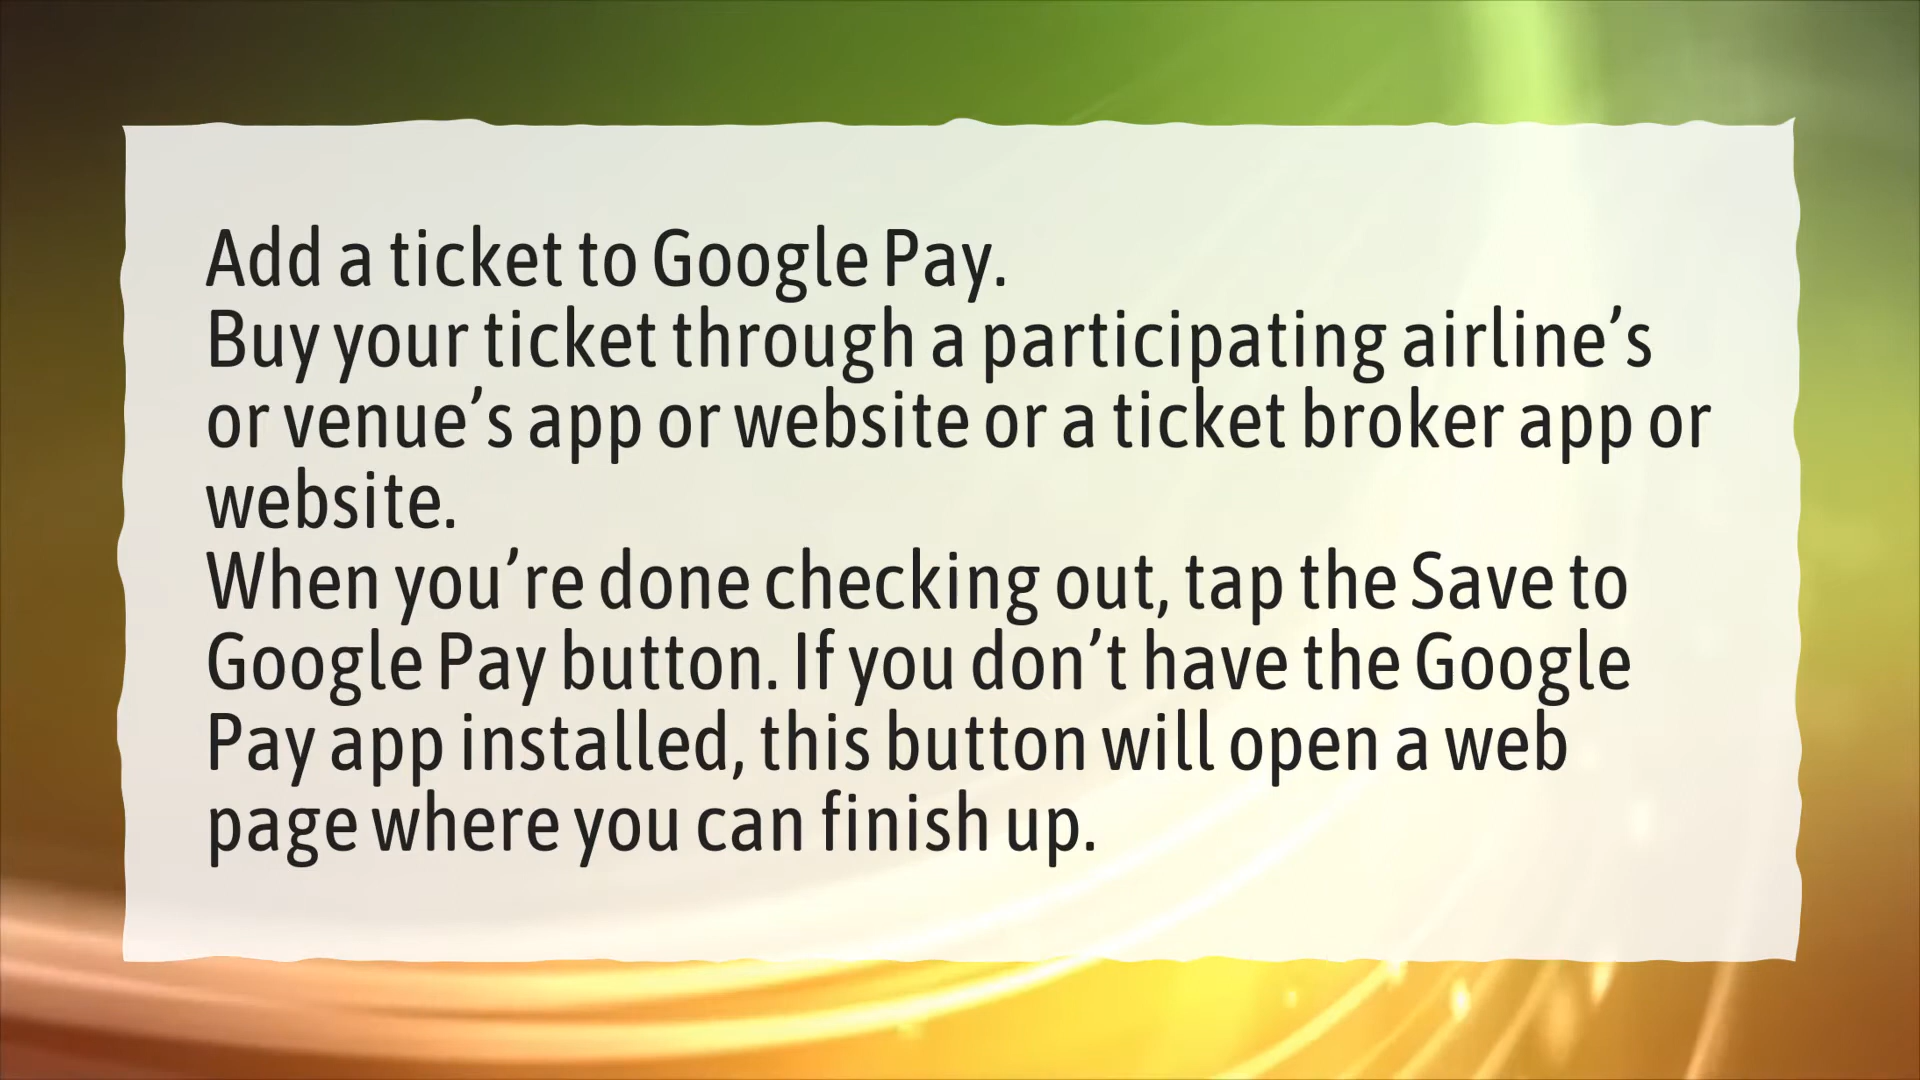 Add a ticket to Google Pay.
Buy your ticket through a participating airline’s
or venue’s app or website or a ticket broker app or
website.
When you’re done checking out, tap the Save to
Google Pay button. If you don’t have the Google
Pay app installed, this button will open a web
page where you can finish up.